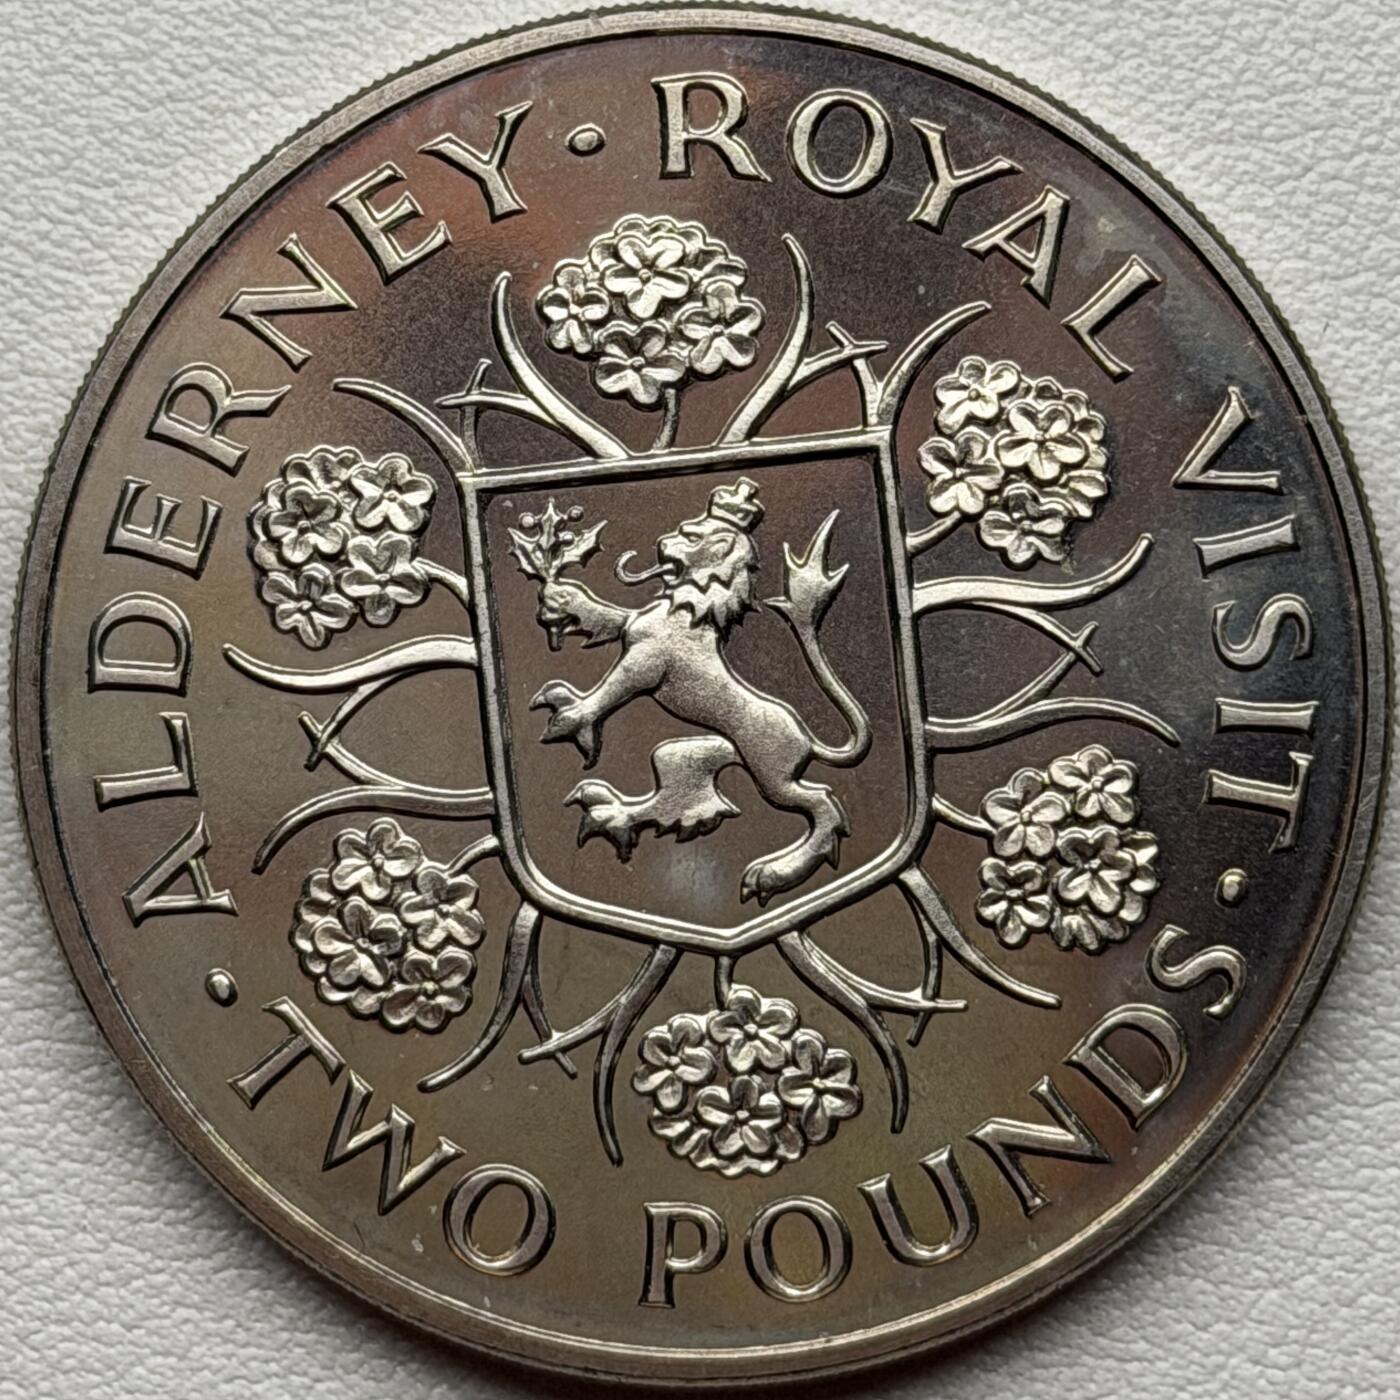 ALDERNEY · ROYAL VISIT ·
TWO POUNDS ·